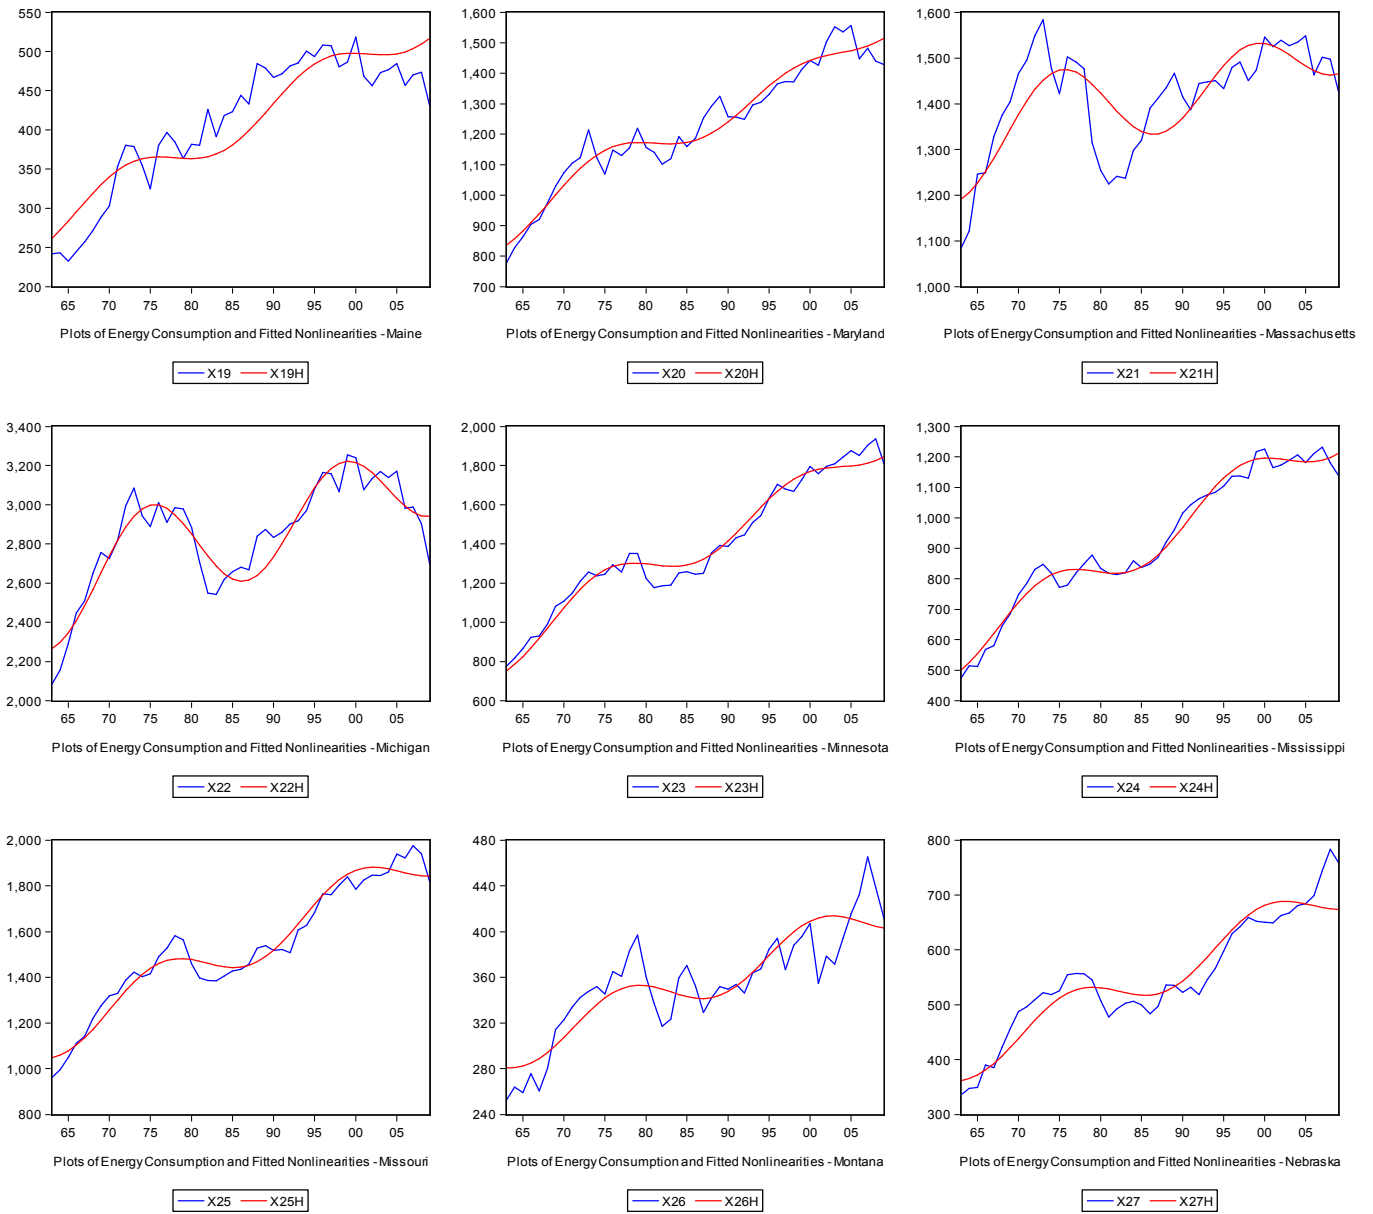 550
500
450
400
350
300
250
200
65 70 75 80 85 90 95 00 05
Plots of Energy Consumption and Fitted Nonlinearities - Maine
X19 X19H
1,600
1,500
1,400
1,300
1,200
1,100
1,000
900
800
700
65 70 75 80 85 90 95 00 05
Plots of Energy Consumption and Fitted Nonlinearities - Maryland
X20 X20H
1,600
1,500
1,400
1,300
1,200
1,100
1,000
65 70 75 80 85 90 95 00 05
Plots of Energy Consumption and Fitted Nonlinearities - Massachusetts
X21 X21H
3,400
3,200
3,000
2,800
2,600
2,400
2,200
2,000
65 70 75 80 85 90 95 00 05
Plots of Energy Consumption and Fitted Nonlinearities - Michigan
X22 X22H
2,000
1,800
1,600
1,400
1,200
1,000
800
600
65 70 75 80 85 90 95 00 05
Plots of Energy Consumption and Fitted Nonlinearities - Minnesota
X23 X23H
1,300
1,200
1,100
1,000
900
800
700
600
500
400
65 70 75 80 85 90 95 00 05
Plots of Energy Consumption and Fitted Nonlinearities - Mississippi
X24 X24H
2,000
1,800
1,600
1,400
1,200
1,000
800
65 70 75 80 85 90 95 00 05
Plots of Energy Consumption and Fitted Nonlinearities - Missouri
X25 X25H
480
440
400
360
320
280
240
65 70 75 80 85 90 95 00 05
Plots of Energy Consumption and Fitted Nonlinearities - Montana
X26 X26H
800
700
600
500
400
300
65 70 75 80 85 90 95 00 05
Plots of Energy Consumption and Fitted Nonlinearities - Nebraska
X27 X27H